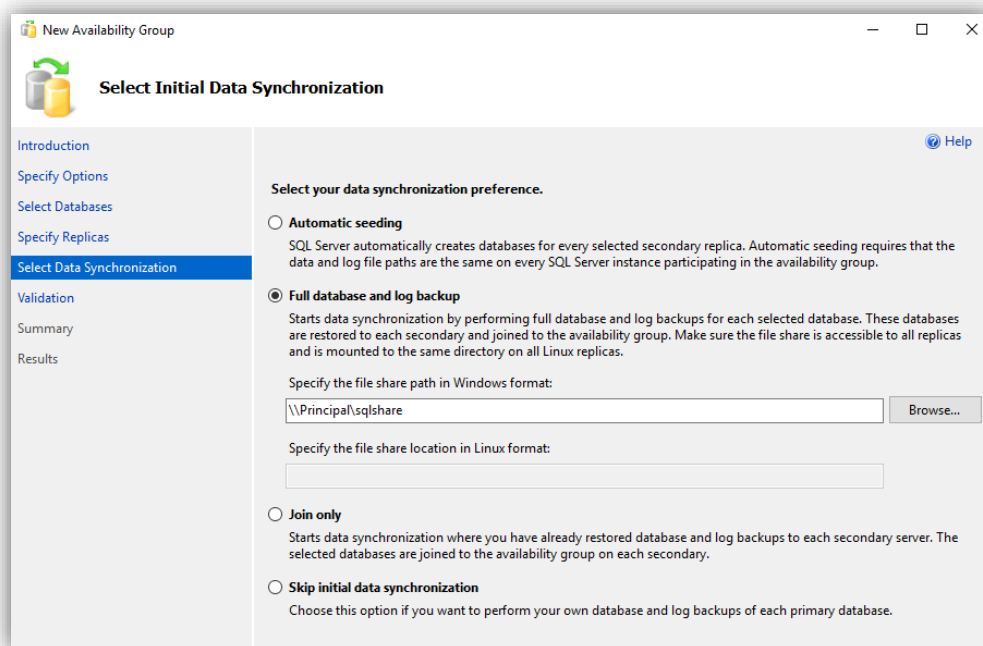 New Availability Group
Select Initial Data Synchronization
Introduction
Specify Options
Select Databases
Specify Replicas
Select Data Synchronization
Validation
Summary
Results
Help
Select your data synchronization preference.
Automatic seeding
SQL Server automatically creates databases for every selected secondary replica. Automatic seeding requires that the
data and log file paths are the same on every SQL Server instance participating in the availability group.
Full database and log backup
Starts data synchronization by performing full database and log backups for each selected database. These databases
are restored to each secondary and joined to the availability group. Make sure the file share is accessible to all replicas
and is mounted to the same directory on all Linux replicas.
Specify the file share path in Windows format:
\\Principal\sqlshare
Browse...
Specify the file share location in Linux format:
Join only
Starts data synchronization where you have already restored database and log backups to each secondary server. The
selected databases are joined to the availability group on each secondary.
Skip initial data synchronization
Choose this option if you want to perform your own database and log backups of each primary database.